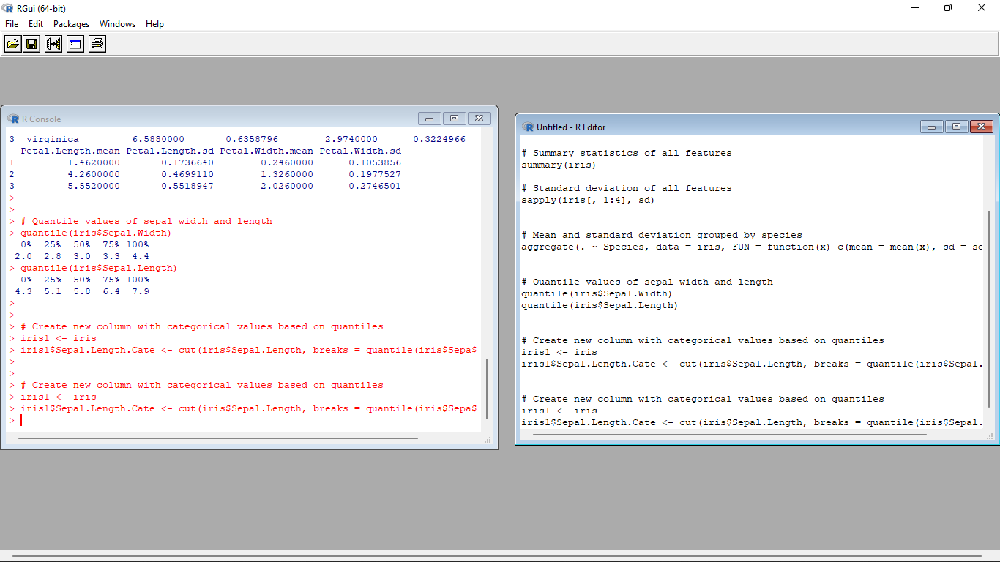 RGui (64-bit)
File Edit Packages Windows Help
R Console
3 virginica 6.5880000 0.6358796 2.9740000 0.3224966
Petal.Length.mean Petal.Length.sd Petal.Width.mean Petal.Width.sd
1 1.4620000 0.1736640 0.2460000 0.1053856
2 4.2600000 0.4699110 1.3260000 0.1977527
3 5.5520000 0.5518947 2.0260000 0.2746501
>
>
> # Quantile values of sepal width and length
> quantile(iris$Sepal.Width)
0% 25% 50% 75% 100%
2.0 2.8 3.0 3.3 4.4
> quantile(iris$Sepal.Length)
0% 25% 50% 75% 100%
4.3 5.1 5.8 6.4 7.9
>
>
> # Create new column with categorical values based on quantiles
> iris1 <- iris
> iris1$Sepal.Length.Cate <- cut(iris$Sepal.Length, breaks = quantile(iris$Sepa$
>
>
> # Create new column with categorical values based on quantiles
> iris1 <- iris
> iris1$Sepal.Length.Cate <- cut(iris$Sepal.Length, breaks = quantile(iris$Sepa$
>
Untitled - R Editor
# Summary statistics of all features
summary(iris)
# Standard deviation of all features
sapply(iris[, 1:4], sd)
# Mean and standard deviation grouped by species
aggregate(. ~ Species, data = iris, FUN = function(x) c(mean = mean(x), sd = sc
# Quantile values of sepal width and length
quantile(iris$Sepal.Width)
quantile(iris$Sepal.Length)
# Create new column with categorical values based on quantiles
iris1 <- iris
iris1$Sepal.Length.Cate <- cut(iris$Sepal.Length, breaks = quantile(iris$Sepal.
# Create new column with categorical values based on quantiles
iris1 <- iris
iris1$Sepal.Length.Cate <- cut(iris$Sepal.Length, breaks = quantile(iris$Sepal.